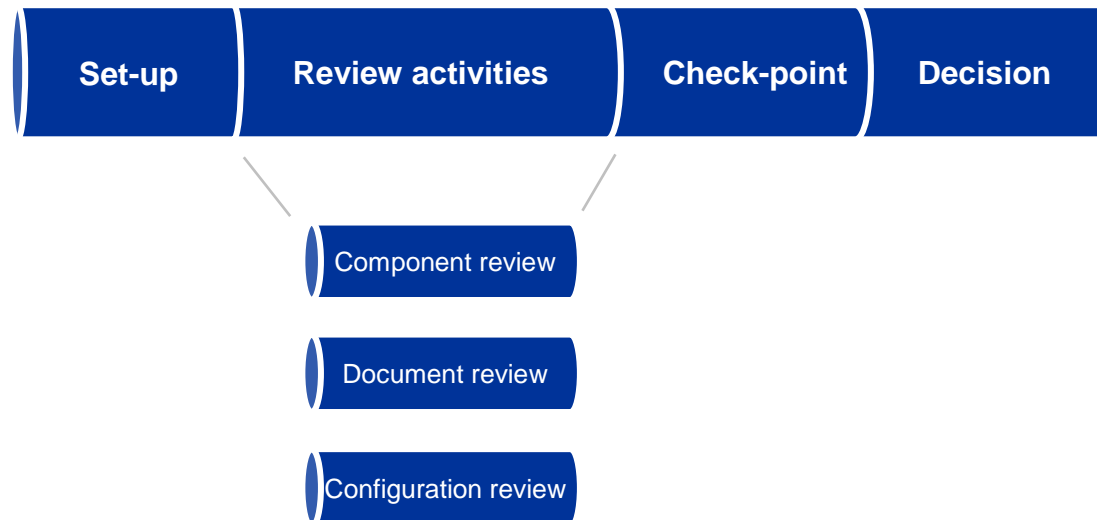 Set-up
Review activities
Check-point
Decision
Component review
Document review
Configuration review